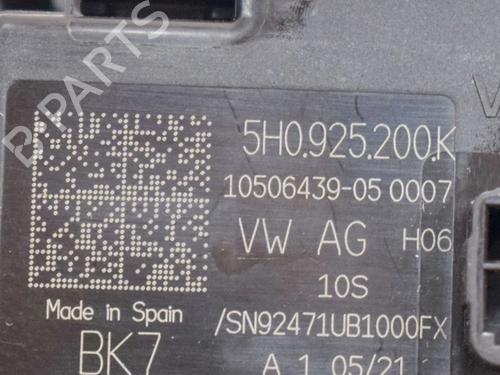 B-PARTS
V
5H0.925.200.K
10506439-05 0007
VW AG H06
10S
Made in Spain /SN92471UB1000FX
BK7 A 1 05/21